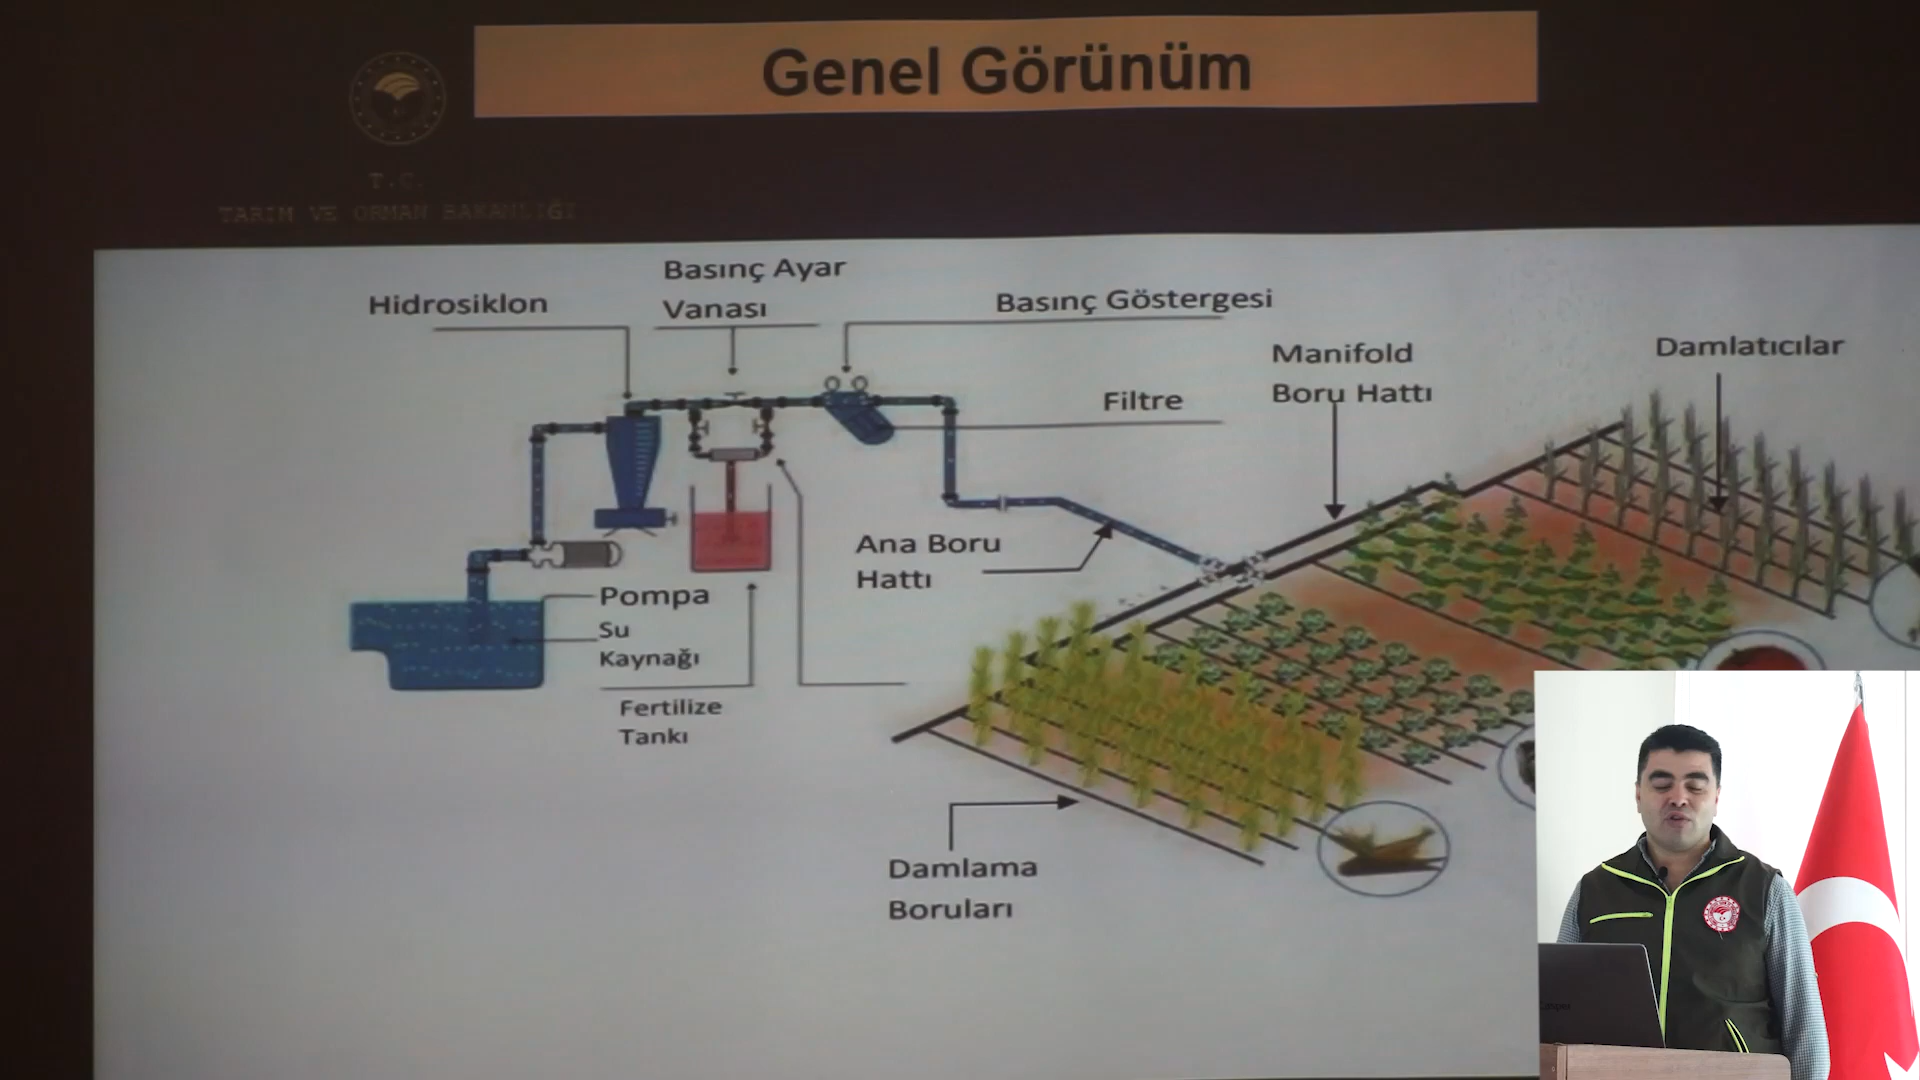 Genel Görünüm
T.C.
TARIM VE ORMAN BAKANLIĞI
Basınç Ayar
Vanası
Hidrosiklon
Basınç Göstergesi
Manifold
Boru Hattı
Damlatıcılar
Filtre
Ana Boru
Hattı
Pompa
Su
Kaynağı
Fertilize
Tankı
Damlama
Boruları